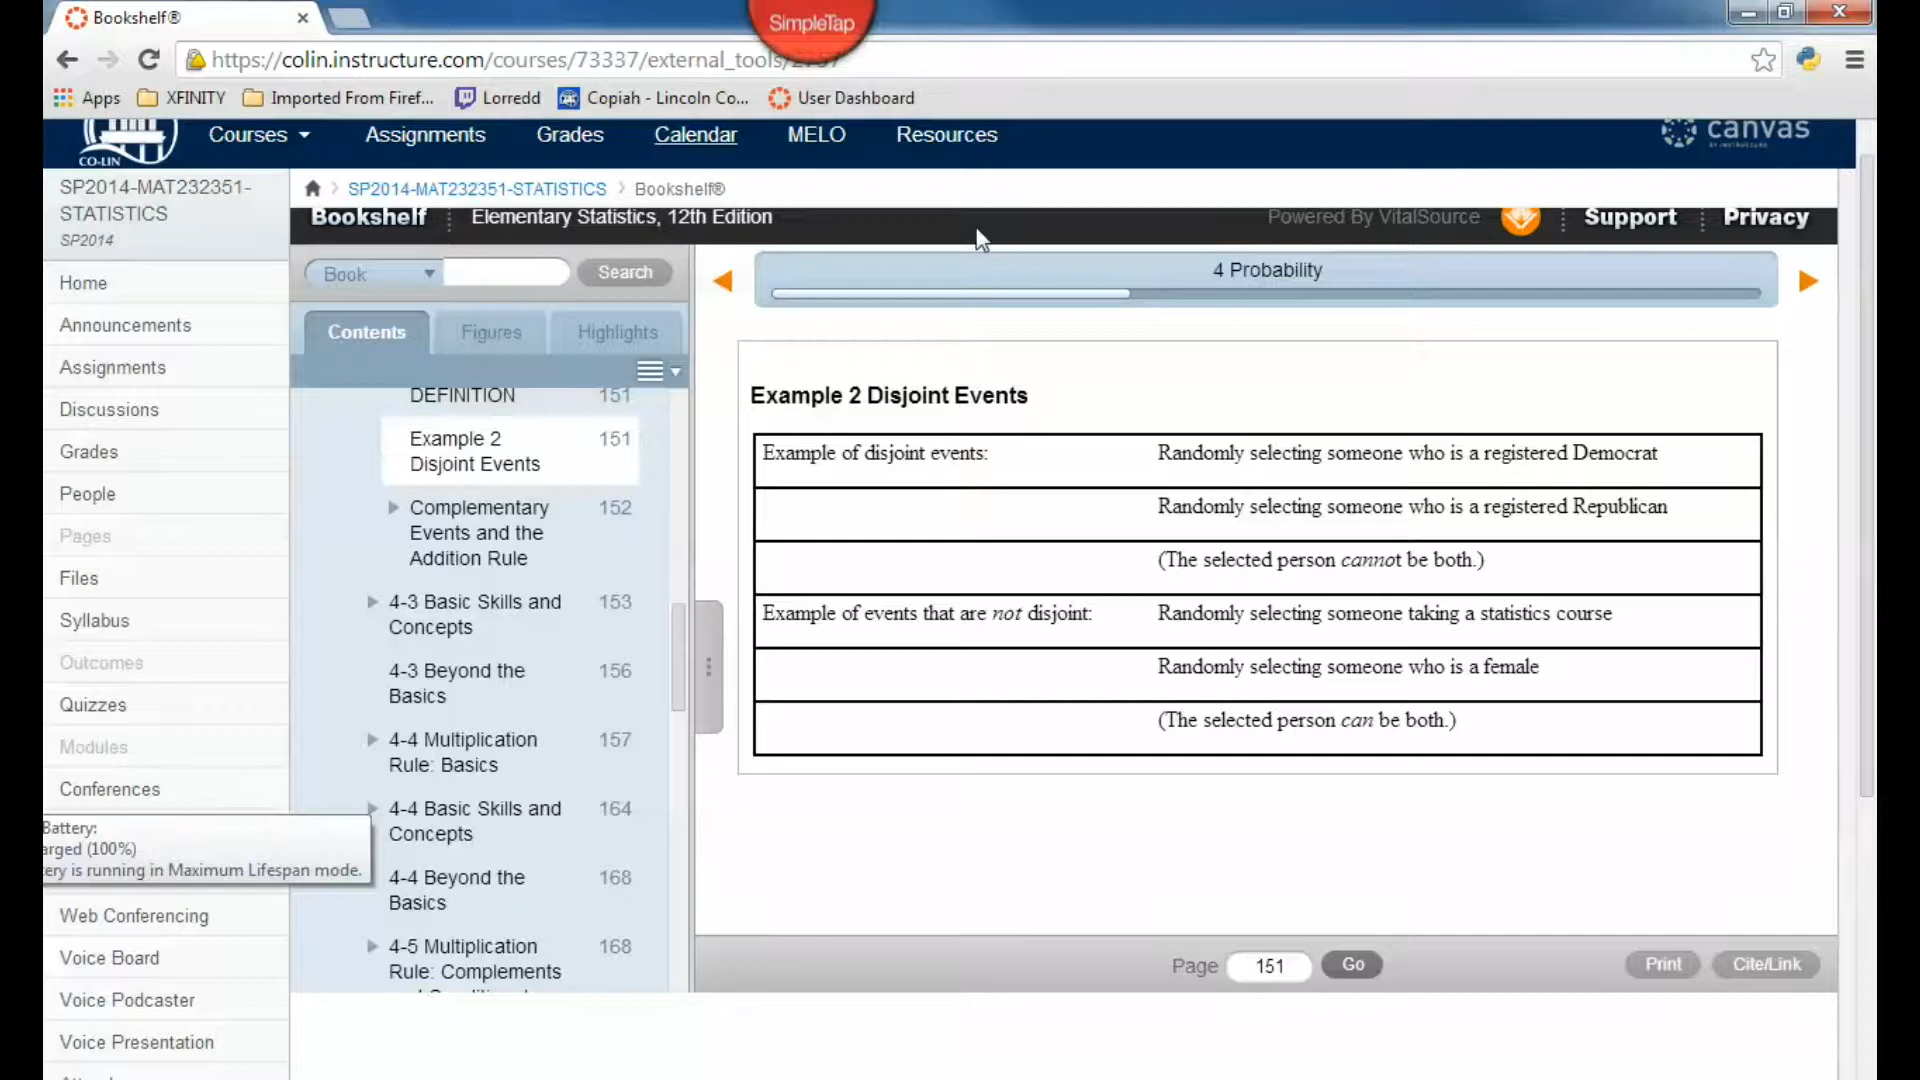 Bookshelf®
SimpleTap
https://colin.instructure.com/courses/73337/external_tools/
Apps XFINITY Imported From Firef... Lorredd Copiah - Lincoln Co... User Dashboard
CO-LIN
Courses Assignments Grades Calendar MELO Resources
canvas
SP2014-MAT232351-
STATISTICS
SP2014
Home
Announcements
Assignments
Discussions
Grades
People
Pages
Files
Syllabus
Outcomes
Quizzes
Modules
Conferences
Battery:
arged (100%)
ery is running in Maximum Lifespan mode.
Web Conferencing
Voice Board
Voice Podcaster
Voice Presentation
SP2014-MAT232351-STATISTICS Bookshelf®
Bookshelf Elementary Statistics, 12th Edition Powered By VitalSource Support Privacy
Book Search
Contents Figures Highlights
DEFINITION 151
Example 2 151
Disjoint Events
Complementary 152
Events and the
Addition Rule
4-3 Basic Skills and 153
Concepts
4-3 Beyond the 156
Basics
4-4 Multiplication 157
Rule: Basics
4-4 Basic Skills and 164
Concepts
4-4 Beyond the 168
Basics
4-5 Multiplication 168
Rule: Complements
4 Probability
Example 2 Disjoint Events
Example of disjoint events: Randomly selecting someone who is a registered Democrat
Randomly selecting someone who is a registered Republican
(The selected person cannot be both.)
Example of events that are not disjoint: Randomly selecting someone taking a statistics course
Randomly selecting someone who is a female
(The selected person can be both.)
Page 151 Go Print Cite/Link